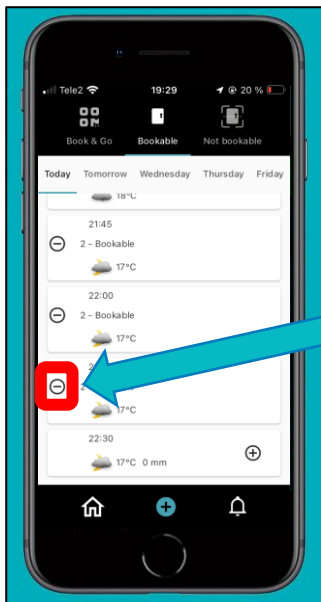 Tele2 19:29 20 %
Book & Go Bookable Not bookable
Today Tomorrow Wednesday Thursday Friday
18°C
21:45
2 - Bookable
17°C
22:00
2 - Bookable
17°C
17°C
22:30
17°C 0 mm